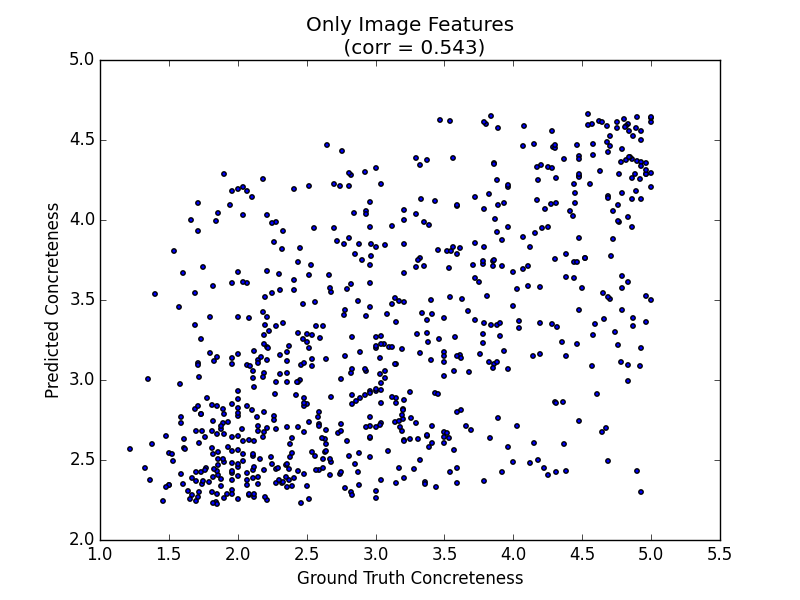 Only Image Features
(corr = 0.543)
5.0
4.5
4.0
3.5
3.0
2.5
2.0
Predicted Concreteness
1.0 1.5 2.0 2.5 3.0 3.5 4.0 4.5 5.0 5.5
Ground Truth Concreteness